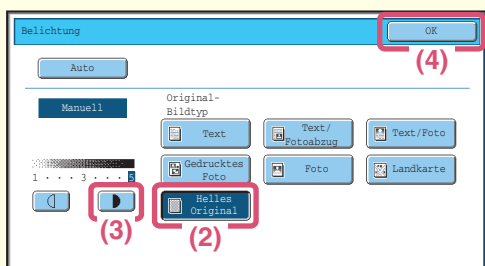 Belichtung
OK
(4)
Auto
Manuell
Original-
Bildtyp
Text
Text/
Fotoabzug
Text/Foto
Gedrucktes
Foto
Foto
Landkarte
1 · · · 3 · · · 5
Helles
Original
(3)
(2)